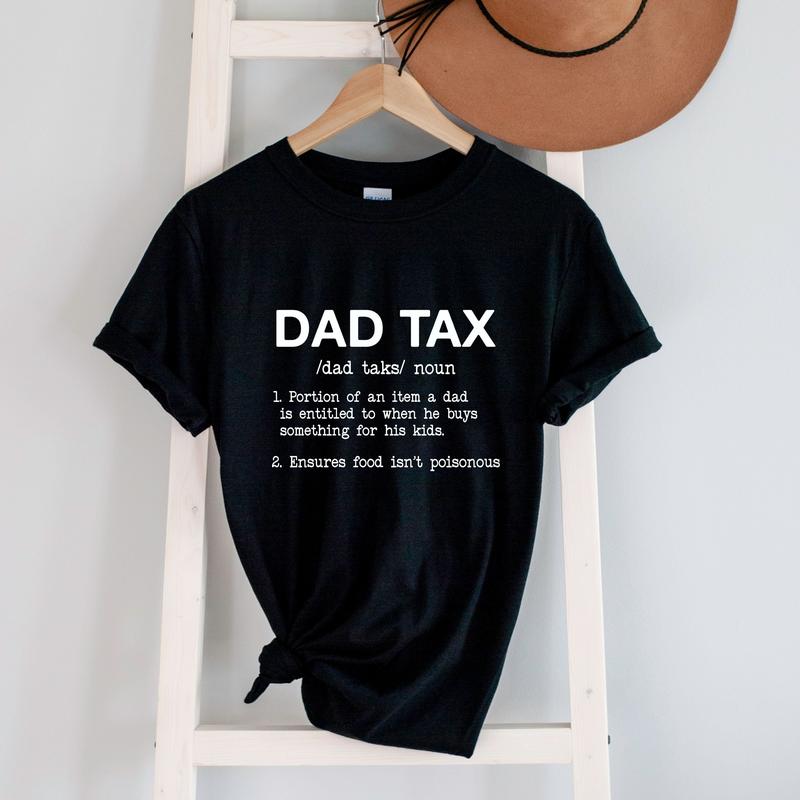 DAD TAX
/dad taks/ noun
1. Portion of an item a dad
is entitled to when he buys
something for his kids.
2. Ensures food isn't poisonous